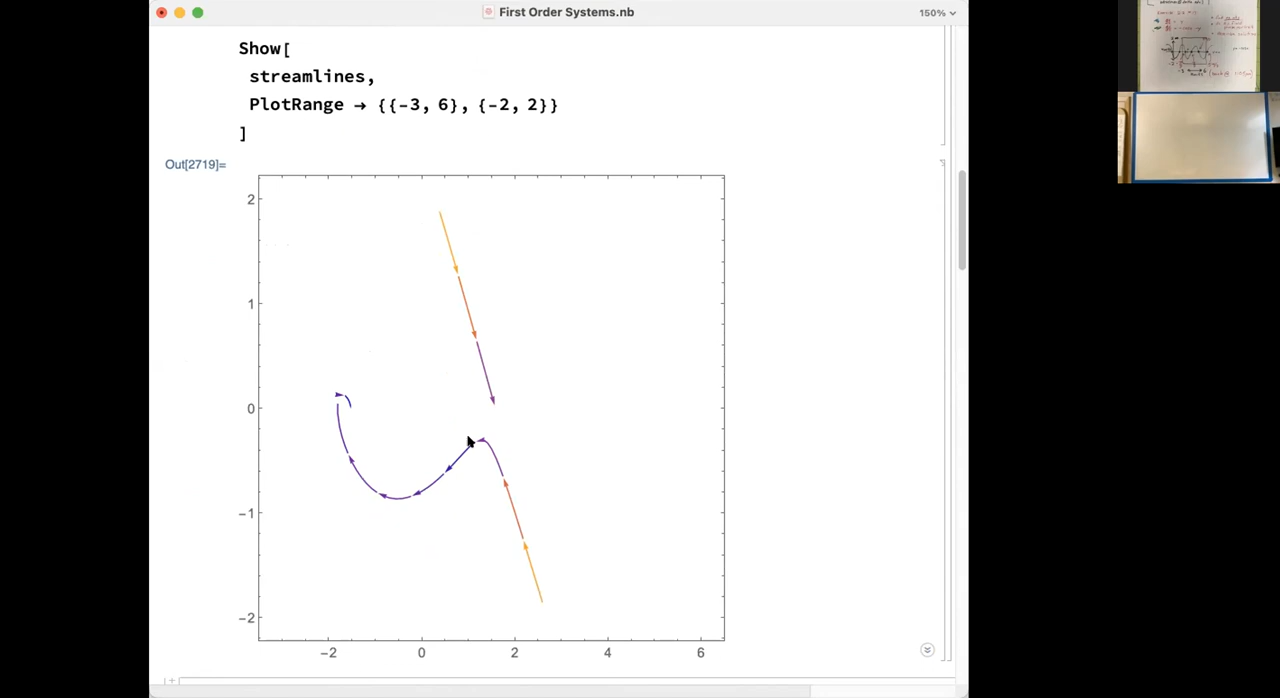 First Order Systems.nb
150%
Show[
streamlines,
PlotRange → {{-3, 6}, {-2, 2}}
]
Out[2719]=
2
1
0
-1
-2
-2 0 2 4 6